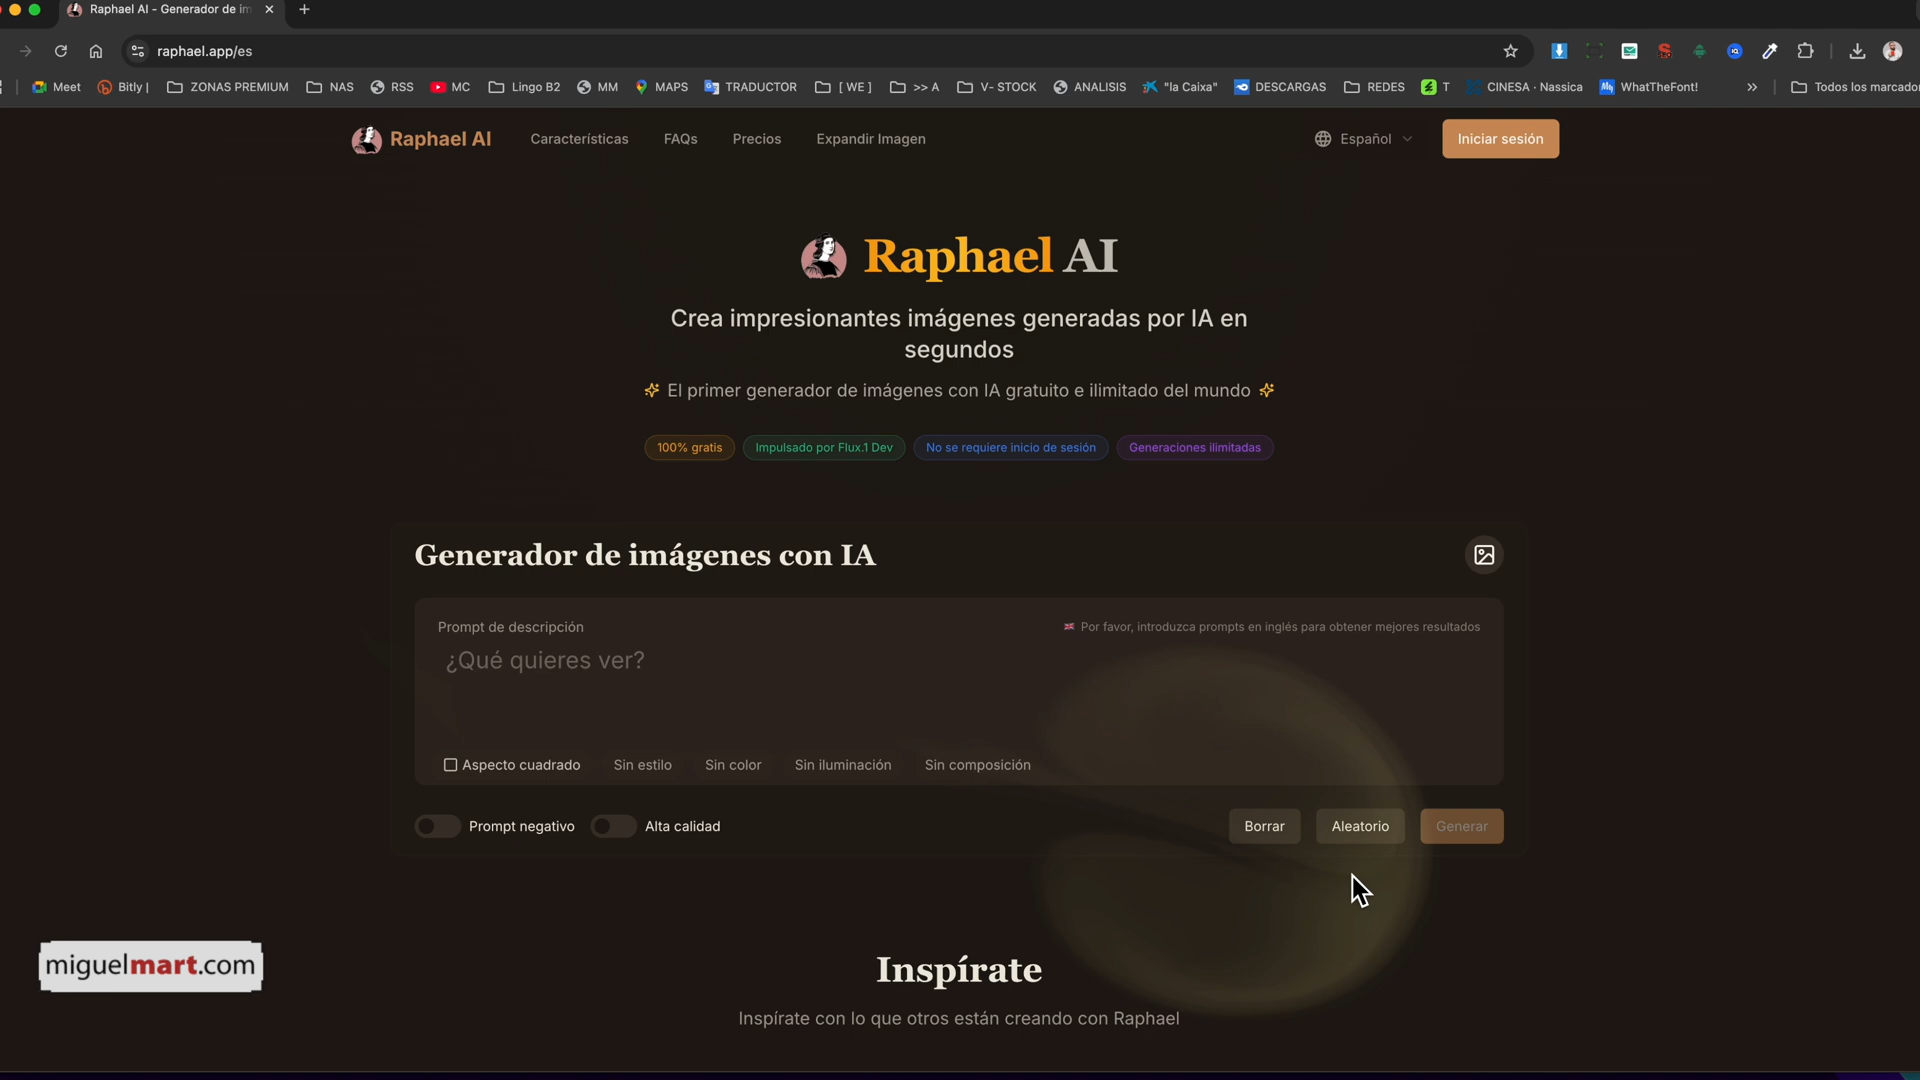 Raphael AI - Generador de im
raphael.app/es
Meet
Bitly |
ZONAS PREMIUM
NAS
RSS
MC
Lingo B2
MM
MAPS
TRADUCTOR
[ WE ]
>> A
V- STOCK
ANALISIS
"la Caixa"
DESCARGAS
REDES
T
CINESA · Nassica
WhatTheFont!
Todos los marcado
Raphael AI
Características
FAQs
Precios
Expandir Imagen
Español
Iniciar sesión
Raphael AI
Crea impresionantes imágenes generadas por IA en
segundos
El primer generador de imágenes con IA gratuito e ilimitado del mundo
100% gratis
Impulsado por Flux.1 Dev
No se requiere inicio de sesión
Generaciones ilimitadas
Generador de imágenes con IA
Prompt de descripción
Por favor, introduzca prompts en inglés para obtener mejores resultados
¿Qué quieres ver?
Aspecto cuadrado
Sin estilo
Sin color
Sin iluminación
Sin composición
Prompt negativo
Alta calidad
Borrar
Aleatorio
Generar
miguelmart.com
Inspírate
Inspírate con lo que otros están creando con Raphael